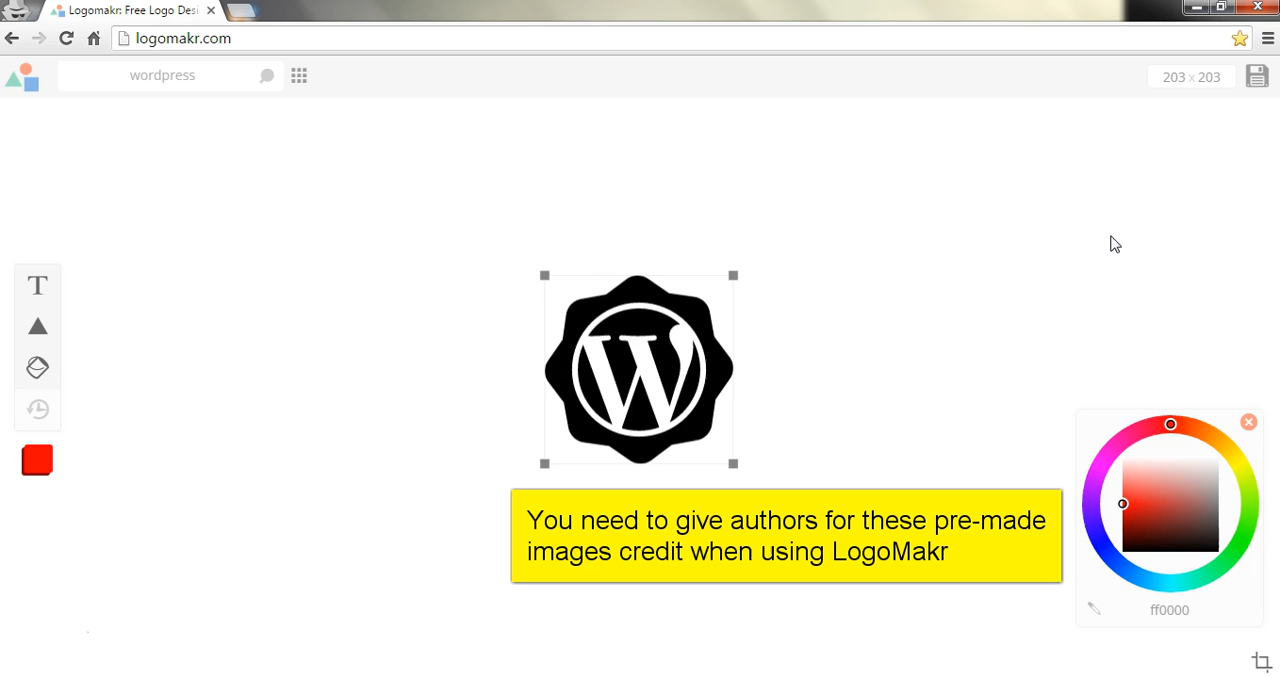 Logomakr: Free Logo Desi
logomakr.com
wordpress
203 x 203
T
W
You need to give authors for these pre-made
images credit when using LogoMakr
ff0000